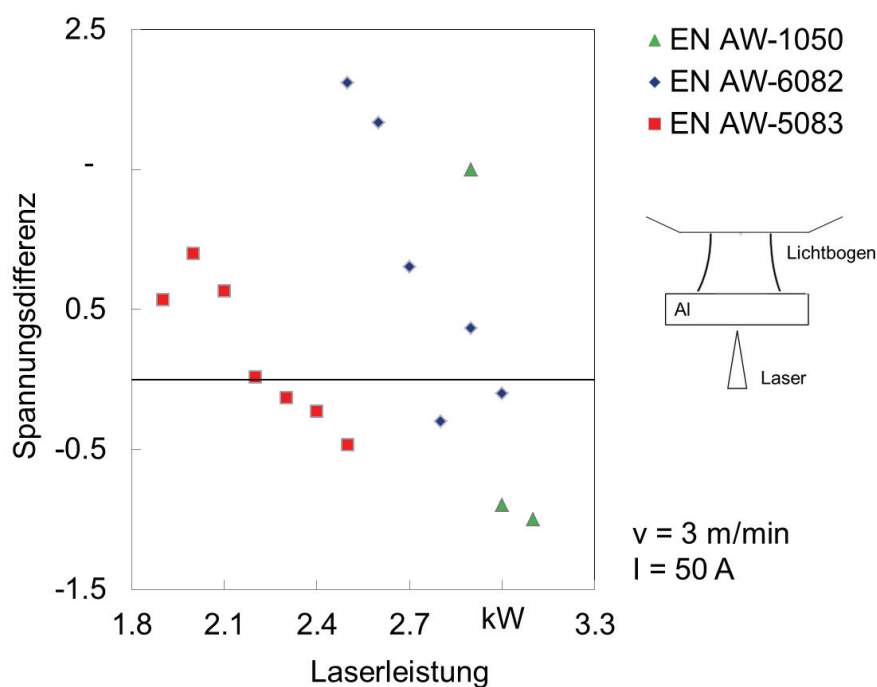 2.5
-
0.5
-0.5
-1.5
Spannungsdifferenz
1.8
2.1
2.4
2.7
kW
3.3
Laserleistung
EN AW-1050
EN AW-6082
EN AW-5083
Lichtbogen
Al
Laser
v = 3 m/min
I = 50 A